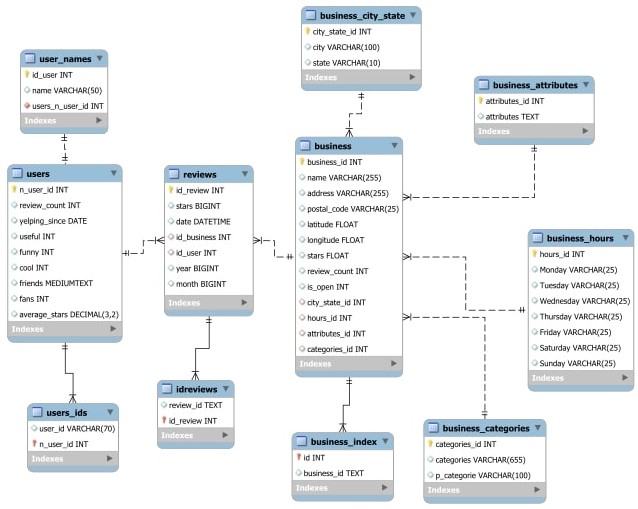 business_city_state
city_state_id INT
city VARCHAR(100)
state VARCHAR(10)
Indexes
user_names
id_user INT
name VARCHAR(50)
users_n_user_id INT
Indexes
business_attributes
attributes_id INT
attributes TEXT
Indexes
users
n_user_id INT
review_count INT
yelping_since DATE
useful INT
funny INT
cool INT
friends MEDIUMTEXT
fans INT
average_stars DECIMAL(3,2)
Indexes
reviews
id_review INT
stars BIGINT
date DATETIME
id_business INT
id_user INT
year BIGINT
month BIGINT
Indexes
business
business_id INT
name VARCHAR(255)
address VARCHAR(255)
postal_code VARCHAR(25)
latitude FLOAT
longitude FLOAT
stars FLOAT
review_count INT
is_open INT
city_state_id INT
hours_id INT
attributes_id INT
categories_id INT
Indexes
business_hours
hours_id INT
Monday VARCHAR(25)
Tuesday VARCHAR(25)
Wednesday VARCHAR(25)
Thursday VARCHAR(25)
Friday VARCHAR(25)
Saturday VARCHAR(25)
Sunday VARCHAR(25)
Indexes
users_ids
user_id VARCHAR(70)
n_user_id INT
Indexes
idreviews
review_id TEXT
id_review INT
Indexes
business_index
id INT
business_id TEXT
Indexes
business_categories
categories_id INT
categories VARCHAR(655)
p_categorie VARCHAR(100)
Indexes